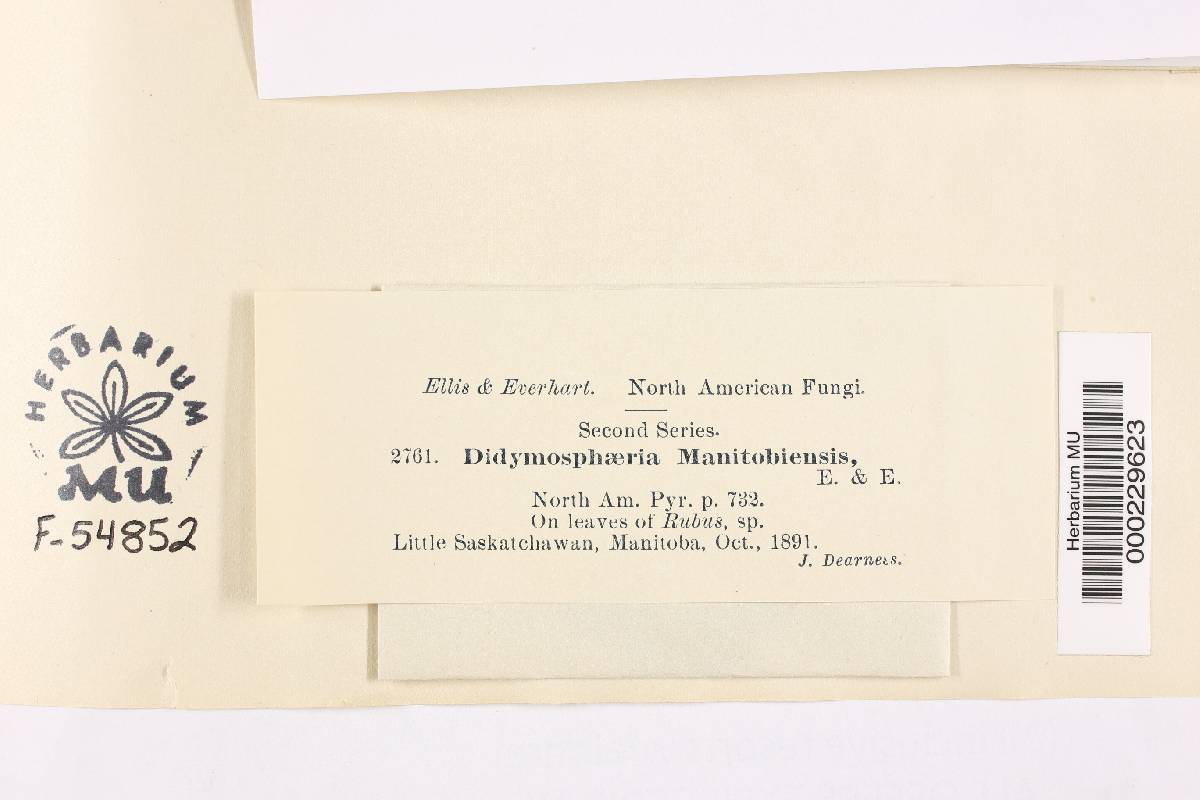 Ellis & Everhart. North American Fungi.
Second Series.
2761. Didymosphæria Manitobiensis,
E. & E.
North Am. Pyr. p. 732.
On leaves of Rubus, sp.
Little Saskatchawan, Manitoba, Oct., 1891.
J. Dearness.
HERBARIUM
MU
F-54852
Herbarium MU
000229623